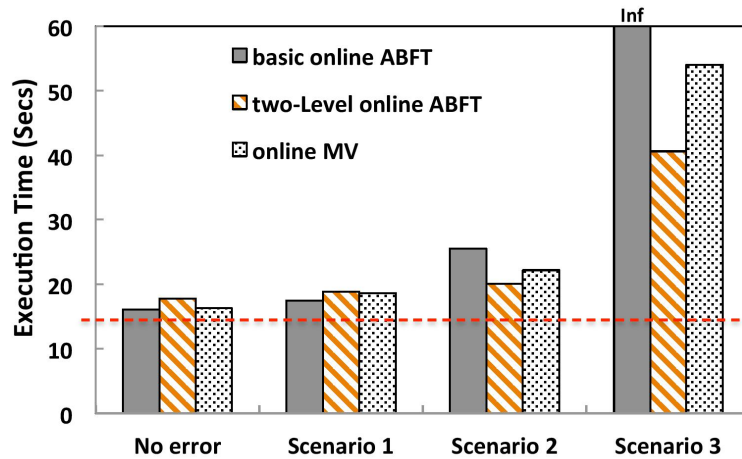 Inf
60
50
40
30
20
10
0
Execution Time (Secs)
basic online ABFT
two-Level online ABFT
online MV
No error
Scenario 1
Scenario 2
Scenario 3